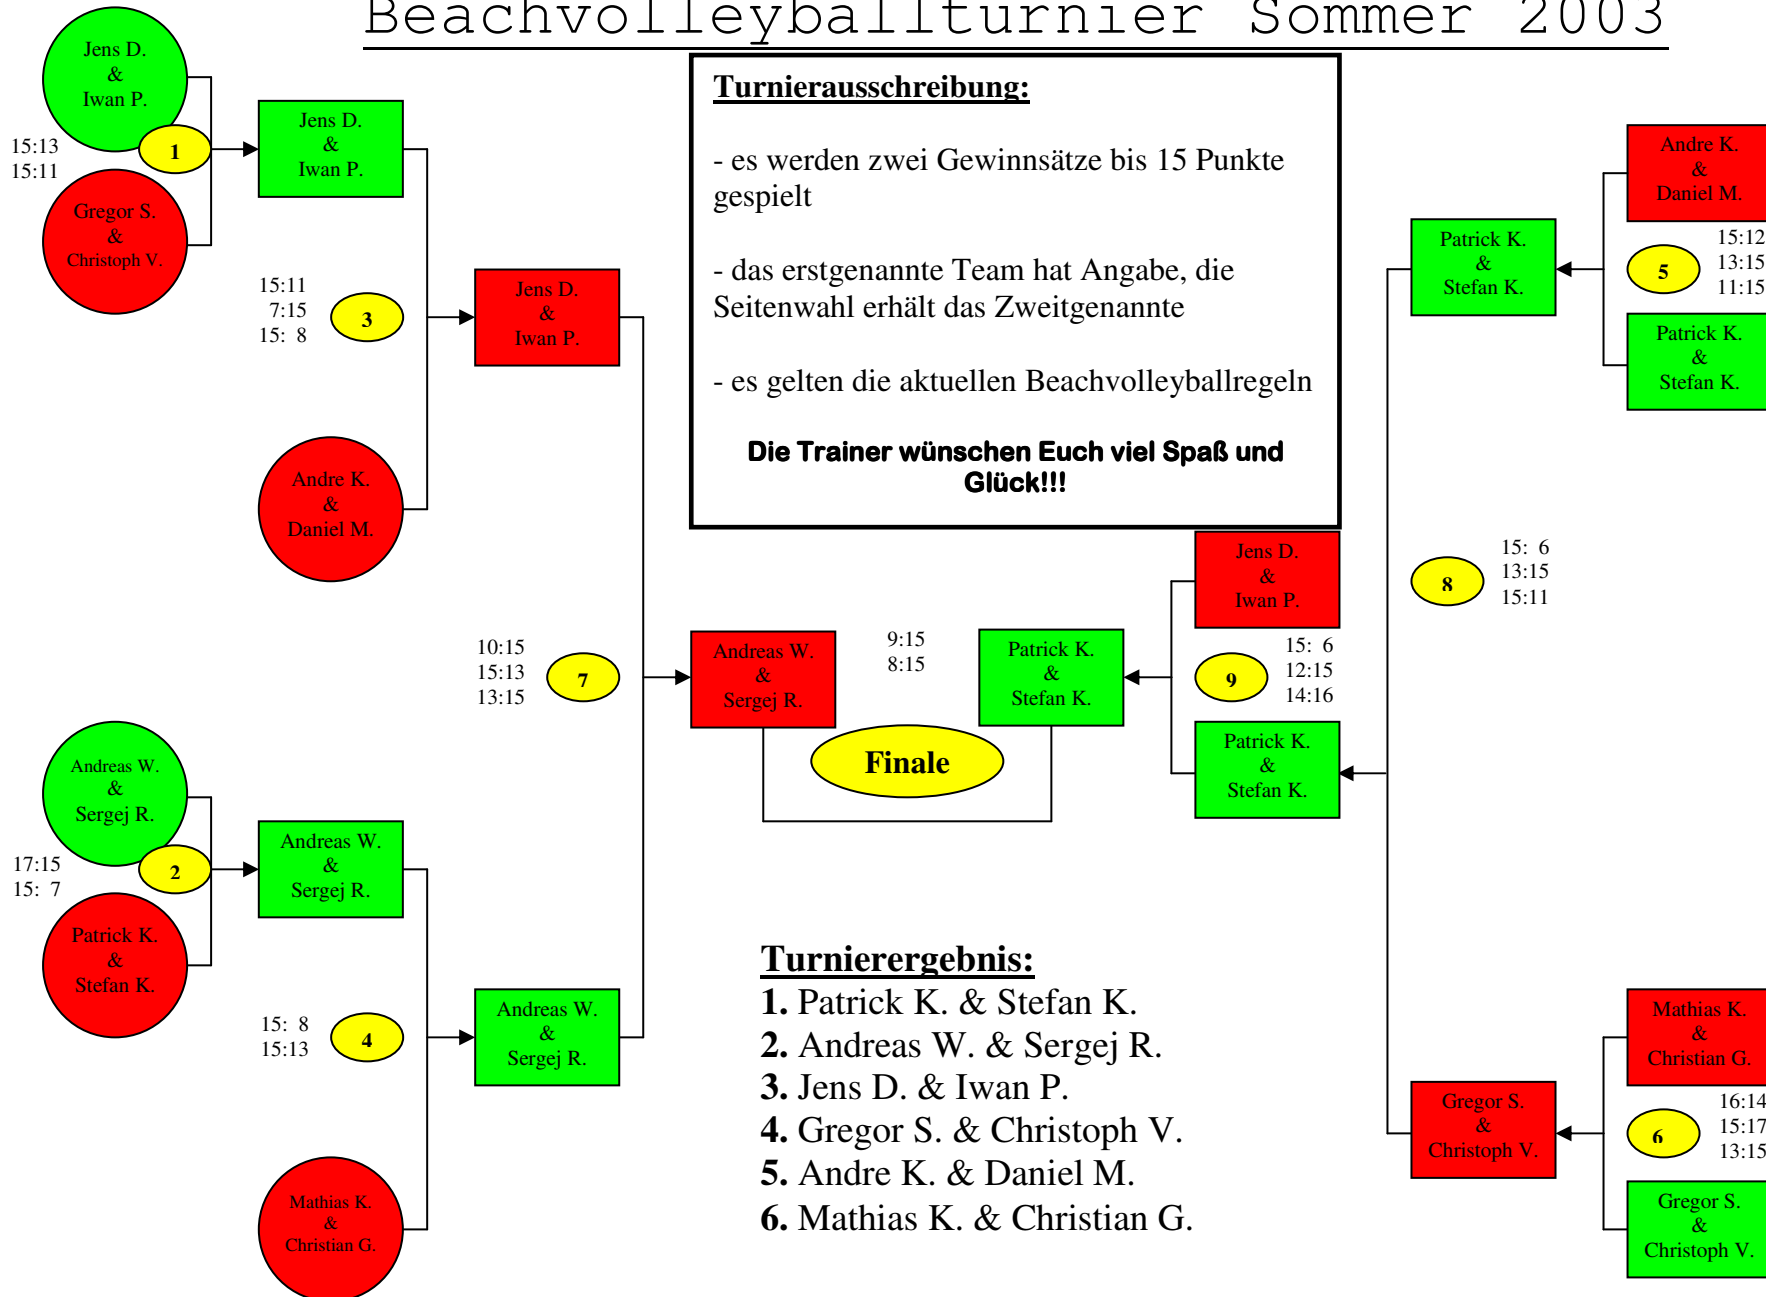 Beachvolleyballturnier Sommer 2003
Jens D.
&
Iwan P.
15:13
15:11
1
Gregor S.
&
Christoph V.
Jens D.
&
Iwan P.
15:11
7:15
15: 8
3
Andre K.
&
Daniel M.
Jens D.
&
Iwan P.
Turnierausschreibung:
- es werden zwei Gewinnsätze bis 15 Punkte
gespielt
- das erstgenannte Team hat Angabe, die
Seitenwahl erhält das Zweitgenannte
- es gelten die aktuellen Beachvolleyballregeln
Die Trainer wünschen Euch viel Spaß und
Glück!!!
Andre K.
&
Daniel M.
15:12
13:15
11:15
5
Patrick K.
&
Stefan K.
Patrick K.
&
Stefan K.
8
15: 6
13:15
15:11
Jens D.
&
Iwan P.
15: 6
12:15
14:16
9
Patrick K.
&
Stefan K.
Patrick K.
&
Stefan K.
9:15
8:15
Finale
Andreas W.
&
Sergej R.
10:15
15:13
13:15
7
Andreas W.
&
Sergej R.
17:15
15: 7
2
Patrick K.
&
Stefan K.
Andreas W.
&
Sergej R.
15: 8
15:13
4
Andreas W.
&
Sergej R.
Mathias K.
&
Christian G.
Turnierergebnis:
1. Patrick K. & Stefan K.
2. Andreas W. & Sergej R.
3. Jens D. & Iwan P.
4. Gregor S. & Christoph V.
5. Andre K. & Daniel M.
6. Mathias K. & Christian G.
Mathias K.
&
Christian G.
16:14
15:17
13:15
6
Gregor S.
&
Christoph V.
Gregor S.
&
Christoph V.